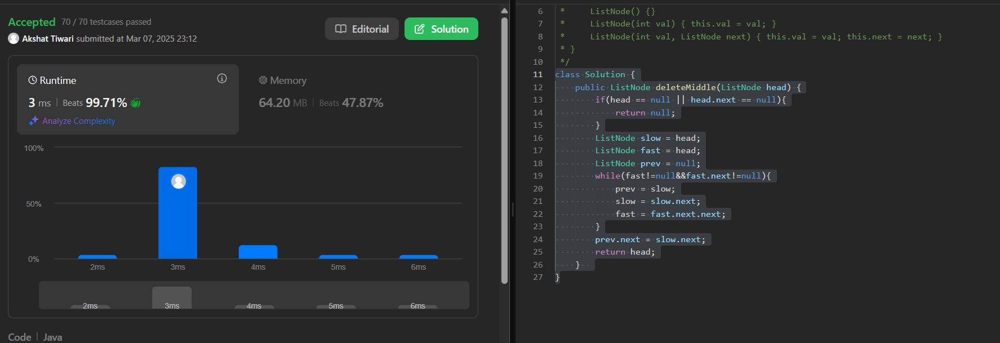 Accepted 70 / 70 testcases passed
Akshat Tiwari submitted at Mar 07, 2025 23:12
Editorial
Solution
Runtime
3 ms | Beats 99.71%
Analyze Complexity
Memory
64.20 MB | Beats 47.87%
100%
50%
0%
2ms 3ms 4ms 5ms 6ms
2ms 3ms 4ms 5ms 6ms
Code | Java
6 *     ListNode() {}
7 *     ListNode(int val) { this.val = val; }
8 *     ListNode(int val, ListNode next) { this.val = val; this.next = next; }
9 * }
10 */
11 class Solution {
12     public ListNode deleteMiddle(ListNode head) {
13         if(head == null || head.next == null){
14             return null;
15         }
16         ListNode slow = head;
17         ListNode fast = head;
18         ListNode prev = null;
19         while(fast!=null&&fast.next!=null){
20             prev = slow;
21             slow = slow.next;
22             fast = fast.next.next;
23         }
24         prev.next = slow.next;
25         return head;
26     }
27 }